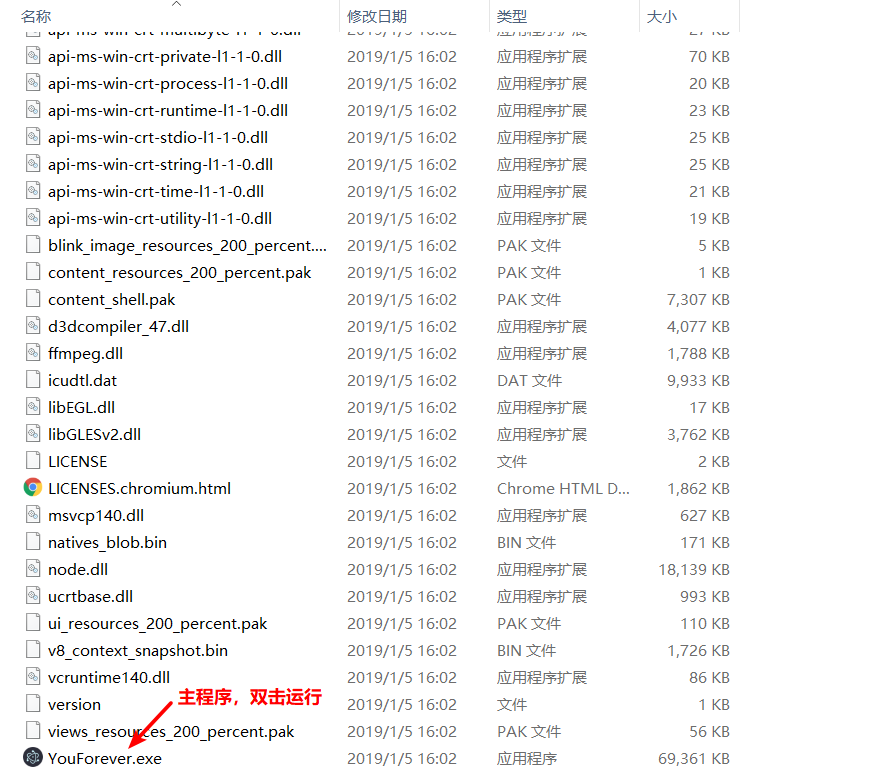 名称 修改日期 类型 大小
api-ms-win-crt-multibyte-l1-1-0.dll 2019/1/5 16:02 应用程序扩展 27 KB
api-ms-win-crt-private-l1-1-0.dll 2019/1/5 16:02 应用程序扩展 70 KB
api-ms-win-crt-process-l1-1-0.dll 2019/1/5 16:02 应用程序扩展 20 KB
api-ms-win-crt-runtime-l1-1-0.dll 2019/1/5 16:02 应用程序扩展 23 KB
api-ms-win-crt-stdio-l1-1-0.dll 2019/1/5 16:02 应用程序扩展 25 KB
api-ms-win-crt-string-l1-1-0.dll 2019/1/5 16:02 应用程序扩展 25 KB
api-ms-win-crt-time-l1-1-0.dll 2019/1/5 16:02 应用程序扩展 21 KB
api-ms-win-crt-utility-l1-1-0.dll 2019/1/5 16:02 应用程序扩展 19 KB
blink_image_resources_200_percent.... 2019/1/5 16:02 PAK 文件 5 KB
content_resources_200_percent.pak 2019/1/5 16:02 PAK 文件 1 KB
content_shell.pak 2019/1/5 16:02 PAK 文件 7,307 KB
d3dcompiler_47.dll 2019/1/5 16:02 应用程序扩展 4,077 KB
ffmpeg.dll 2019/1/5 16:02 应用程序扩展 1,788 KB
icudtl.dat 2019/1/5 16:02 DAT 文件 9,933 KB
libEGL.dll 2019/1/5 16:02 应用程序扩展 17 KB
libGLESv2.dll 2019/1/5 16:02 应用程序扩展 3,762 KB
LICENSE 2019/1/5 16:02 文件 2 KB
LICENSES.chromium.html 2019/1/5 16:02 Chrome HTML D... 1,862 KB
msvcp140.dll 2019/1/5 16:02 应用程序扩展 627 KB
natives_blob.bin 2019/1/5 16:02 BIN 文件 171 KB
node.dll 2019/1/5 16:02 应用程序扩展 18,139 KB
ucrtbase.dll 2019/1/5 16:02 应用程序扩展 993 KB
ui_resources_200_percent.pak 2019/1/5 16:02 PAK 文件 110 KB
v8_context_snapshot.bin 2019/1/5 16:02 BIN 文件 1,726 KB
vcruntime140.dll 2019/1/5 16:02 应用程序扩展 86 KB
主程序，双击运行
version 2019/1/5 16:02 文件 1 KB
views_resources_200_percent.pak 2019/1/5 16:02 PAK 文件 56 KB
YouForever.exe 2019/1/5 16:02 应用程序 69,361 KB